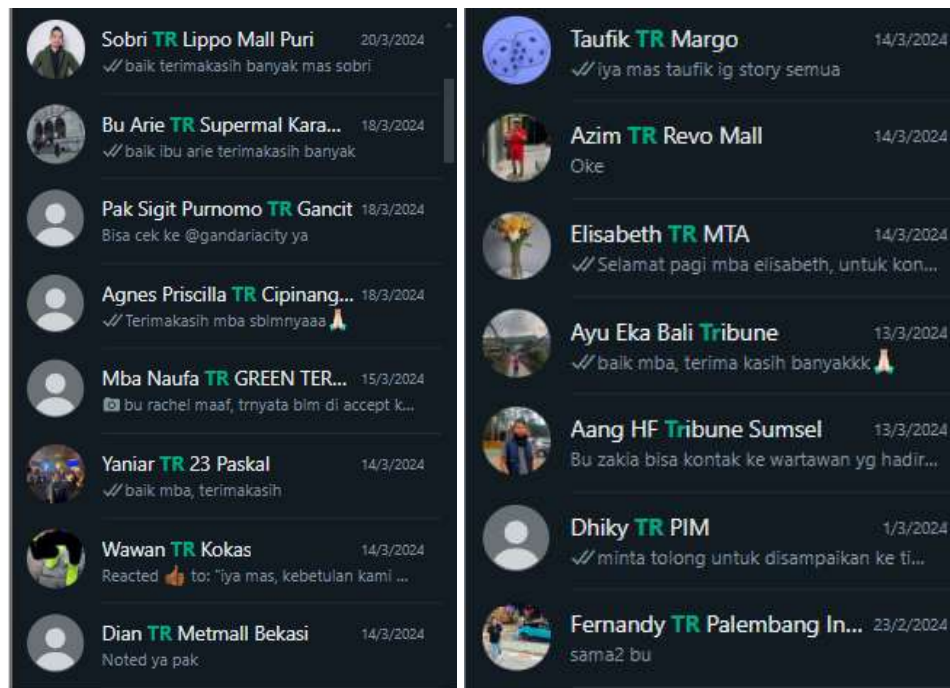 Sobri TR Lippo Mall Puri 20/3/2024
baik terimakasih banyak mas sobri
Bu Arie TR Supermal Kara... 18/3/2024
baik ibu arie terimakasih banyak
Pak Sigit Purnomo TR Gancit 18/3/2024
Bisa cek ke @gandariacity ya
Agnes Priscilla TR Cipinang... 18/3/2024
Terimakasih mba sblmnyaaa🙏🏻
Mba Naufa TR GREEN TER... 15/3/2024
bu rachel maaf, trnyata blm di accept k...
Yaniar TR 23 Paskal 14/3/2024
baik mba, terimakasih
Wawan TR Kokas 14/3/2024
Reacted 👍🏾 to: "iya mas, kebetulan kami ...
Dian TR Metmall Bekasi 14/3/2024
Noted ya pak
Taufik TR Margo 14/3/2024
iya mas taufik ig story semua
Azim TR Revo Mall 14/3/2024
Oke
Elisabeth TR MTA 14/3/2024
Selamat pagi mba elisabeth, untuk kon...
Ayu Eka Bali Tribune 13/3/2024
baik mba, terima kasih banyakkk🙏🏻
Aang HF Tribune Sumsel 13/3/2024
Bu zakia bisa kontak ke wartawan yg hadir...
Dhiky TR PIM 1/3/2024
minta tolong untuk disampaikan ke ti...
Fernandy TR Palembang In... 23/2/2024
sama2 bu